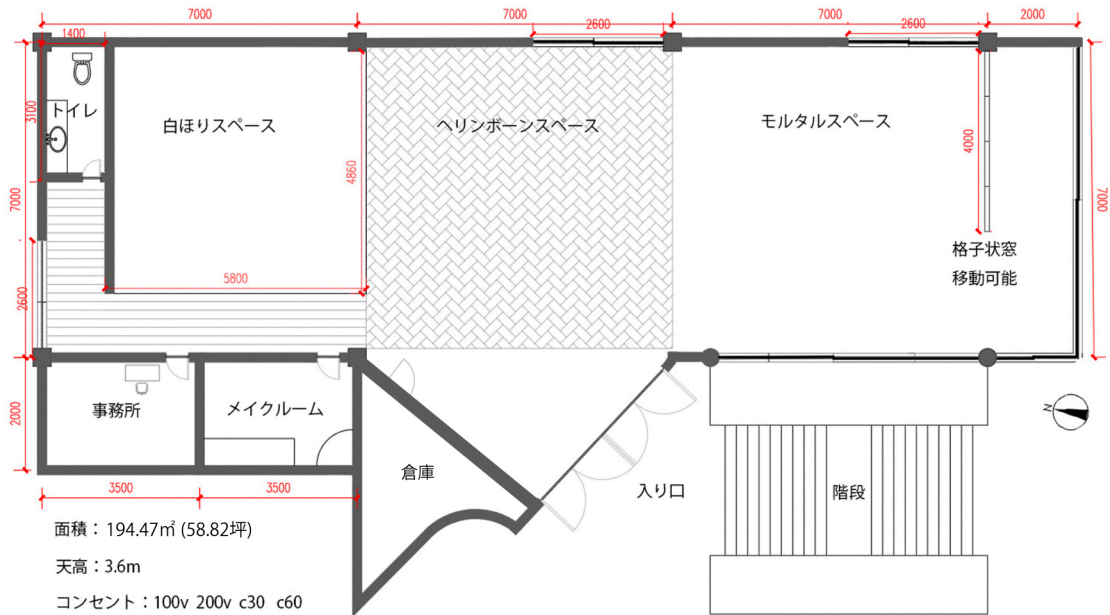 7000
7000
7000
2000
1400
2600
2600
トイレ
白ほりスペース
ヘリンボーンスペース
モルタルスペース
3100
4860
4000
7000
7000
格子状窓
移動可能
5800
2600
2000
事務所
メイクルーム
N
倉庫
入り口
階段
3500
3500
面積：194.47㎡ (58.82坪)
天高：3.6m
コンセント：100v 200v c30 c60